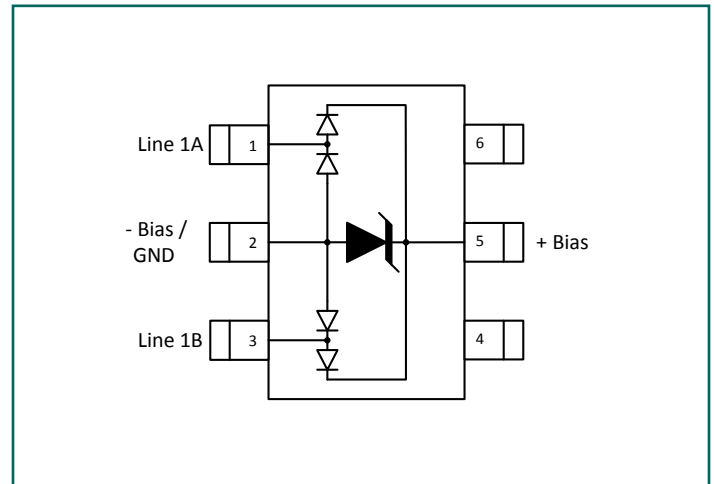 Line 1A 1 6
- Bias /
GND 2 5 + Bias
Line 1B 3 4